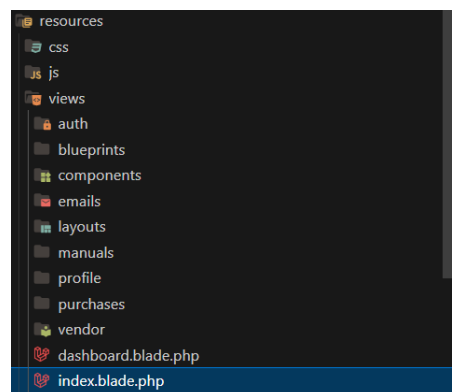 resources
css
JS js
views
auth
blueprints
components
emails
layouts
manuals
profile
purchases
vendor
dashboard.blade.php
index.blade.php